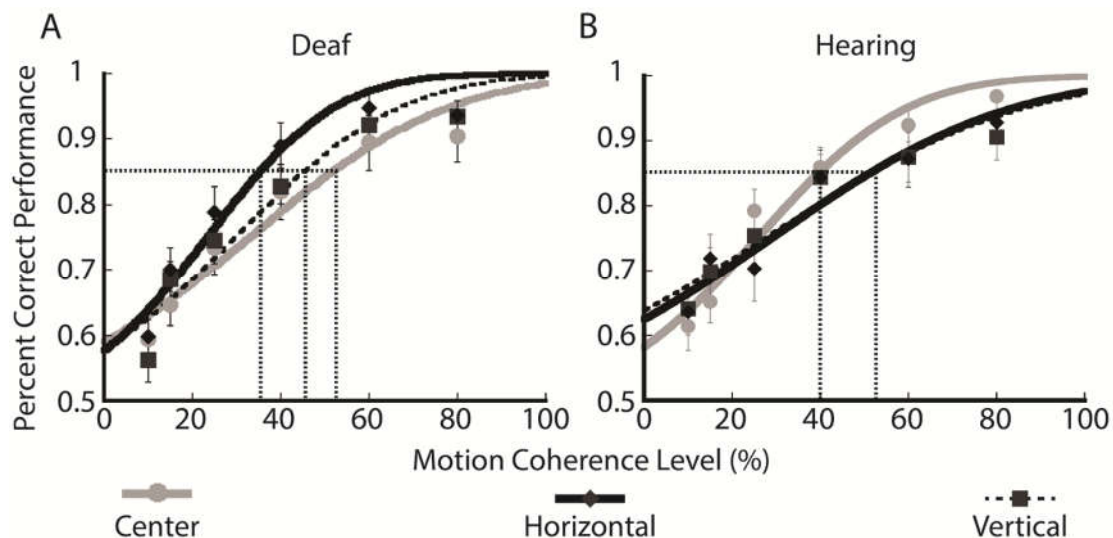 A
Deaf
B
Hearing
Percent Correct Performance
1
0.9
0.8
0.7
0.6
0.5
0 20 40 60 80 100
1
0.9
0.8
0.7
0.6
0.5
0 20 40 60 80 100
Motion Coherence Level (%)
Center
Horizontal
Vertical